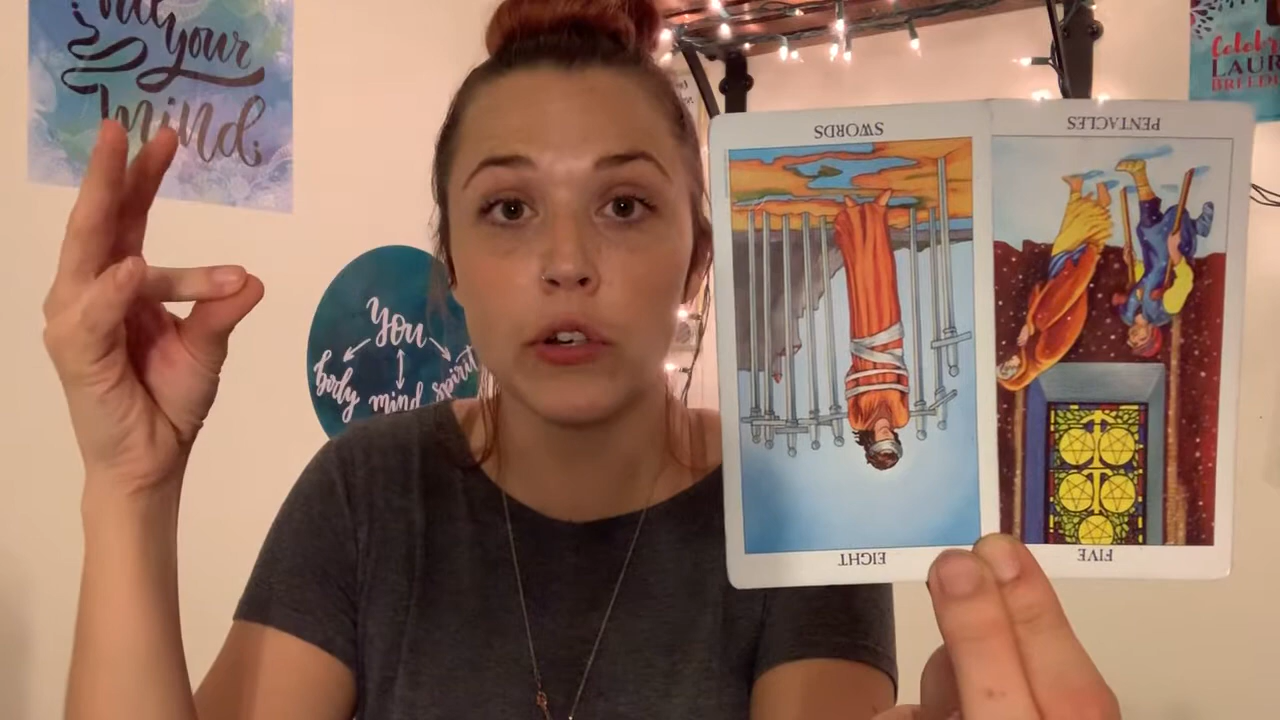 your
mind
You
body mind spirit
SWORDS
PENTACLES
EIGHT
FIVE
LAUR